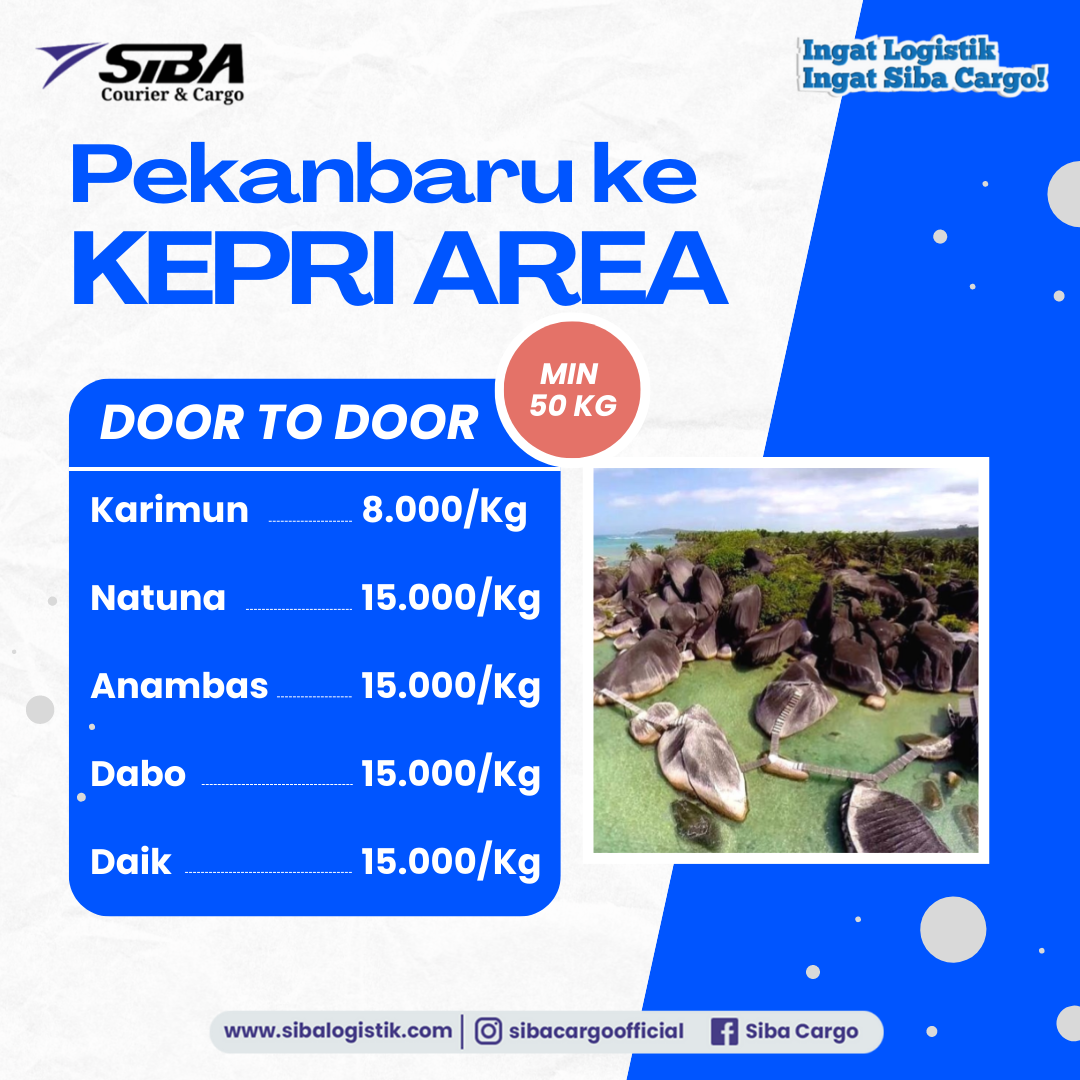 SIBA
Courier & Cargo
Ingat Logistik
Ingat Siba Cargo!
Pekanbaru ke
KEPRI AREA
MIN
50 KG
DOOR TO DOOR
Karimun 8.000/Kg
Natuna 15.000/Kg
Anambas 15.000/Kg
Dabo 15.000/Kg
Daik 15.000/Kg
www.sibalogistik.com | sibacargoofficial Siba Cargo